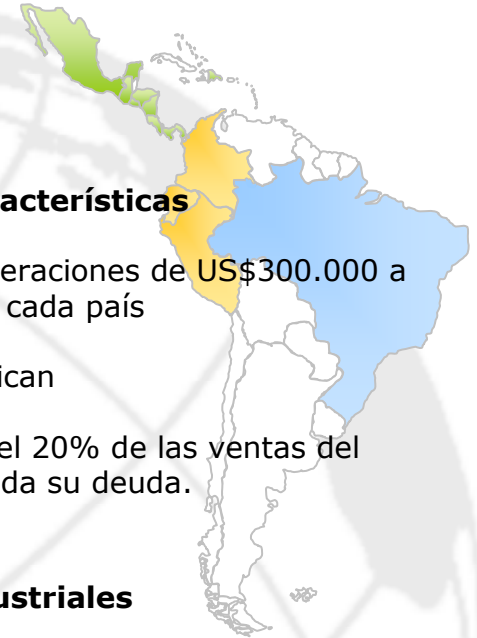 acterísticas
eraciones de US$300.000 a
cada país
ican
el 20% de las ventas del
da su deuda.
ustriales